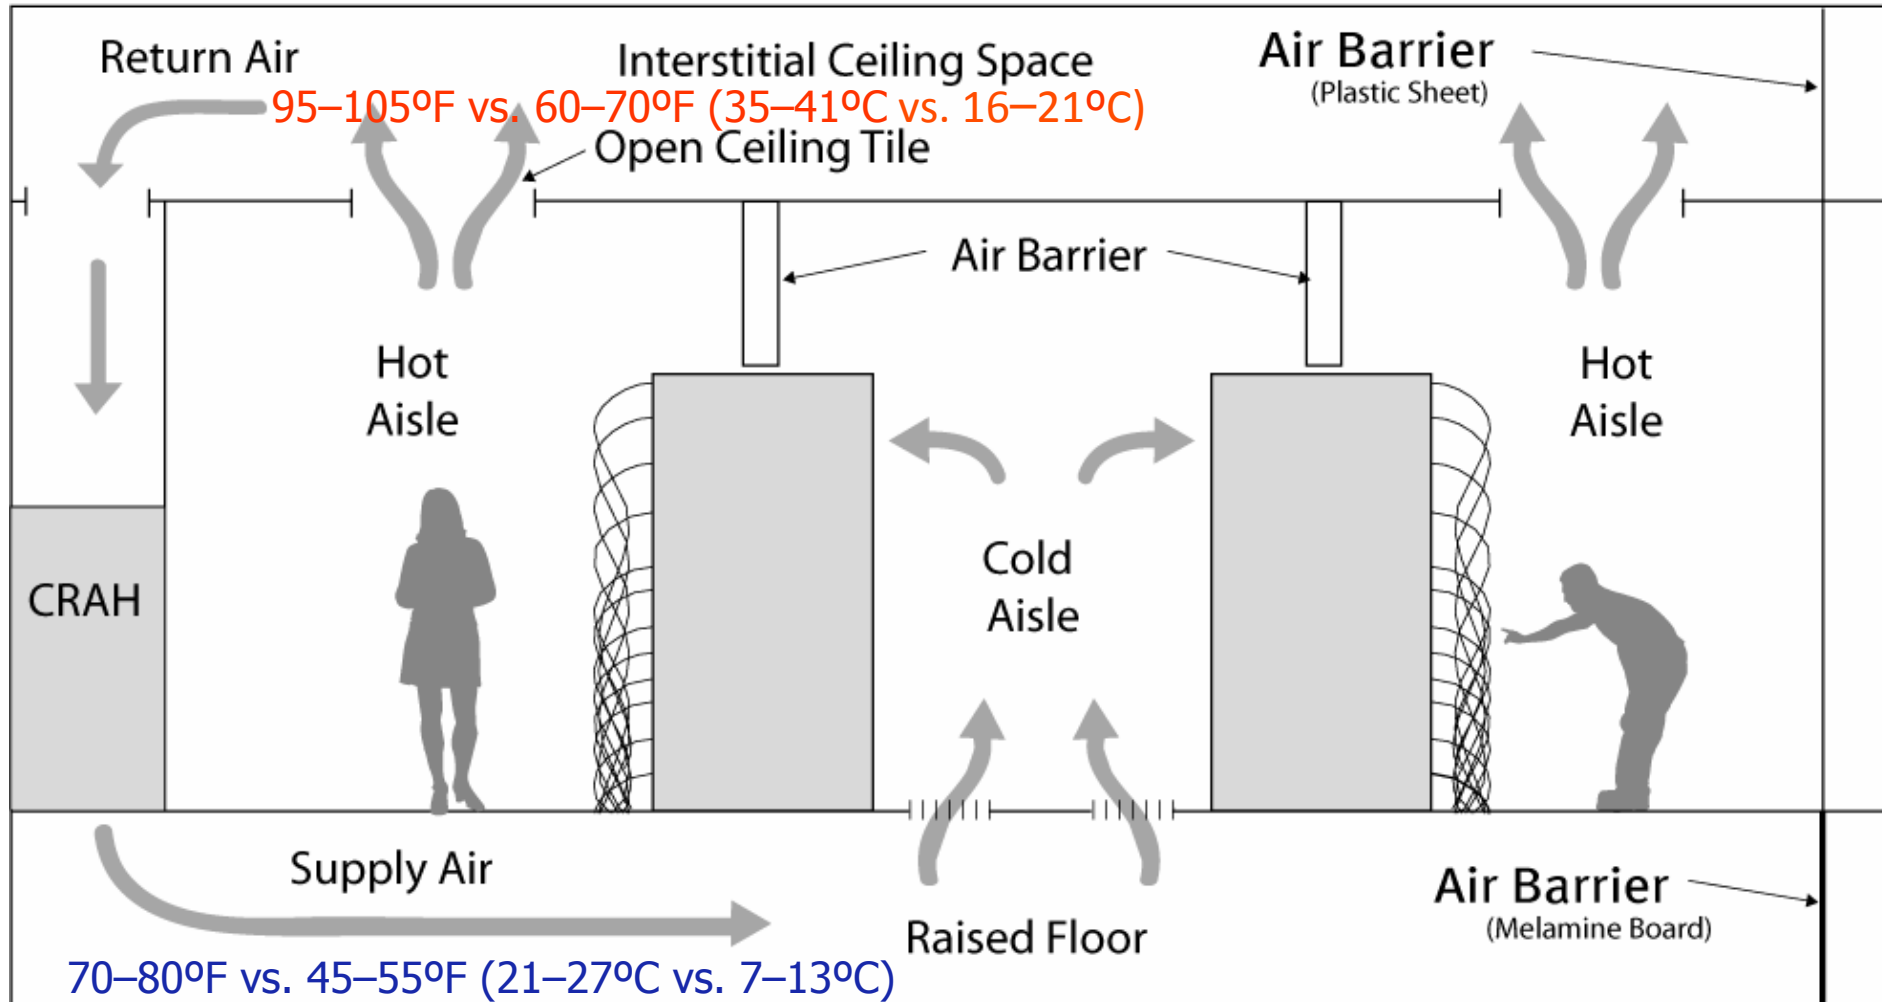 Return Air
Interstitial Ceiling Space
Air Barrier
(Plastic Sheet)
95–105ºF vs. 60–70ºF (35–41ºC vs. 16–21ºC)
Open Ceiling Tile
Air Barrier
Hot
Aisle
Hot
Aisle
Cold
Aisle
CRAH
Supply Air
Raised Floor
Air Barrier
(Melamine Board)
70–80ºF vs. 45–55ºF (21–27ºC vs. 7–13ºC)